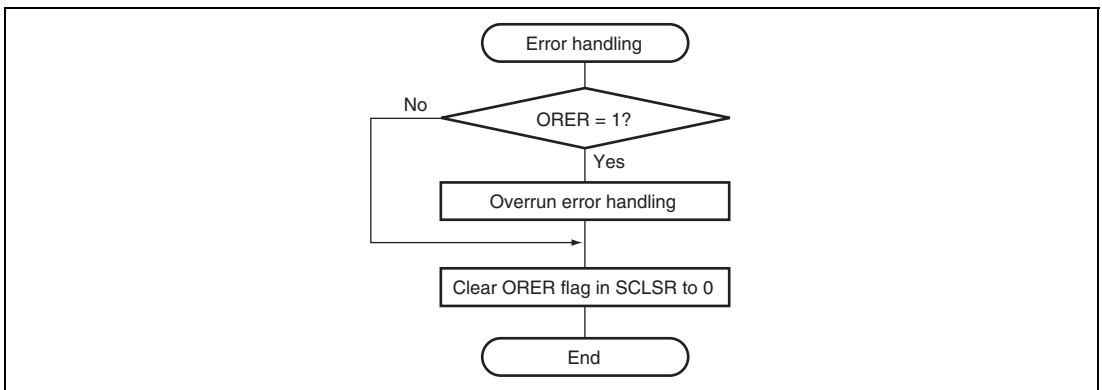 Error handling
No
ORER = 1?
Yes
Overrun error handling
Clear ORER flag in SCLSR to 0
End